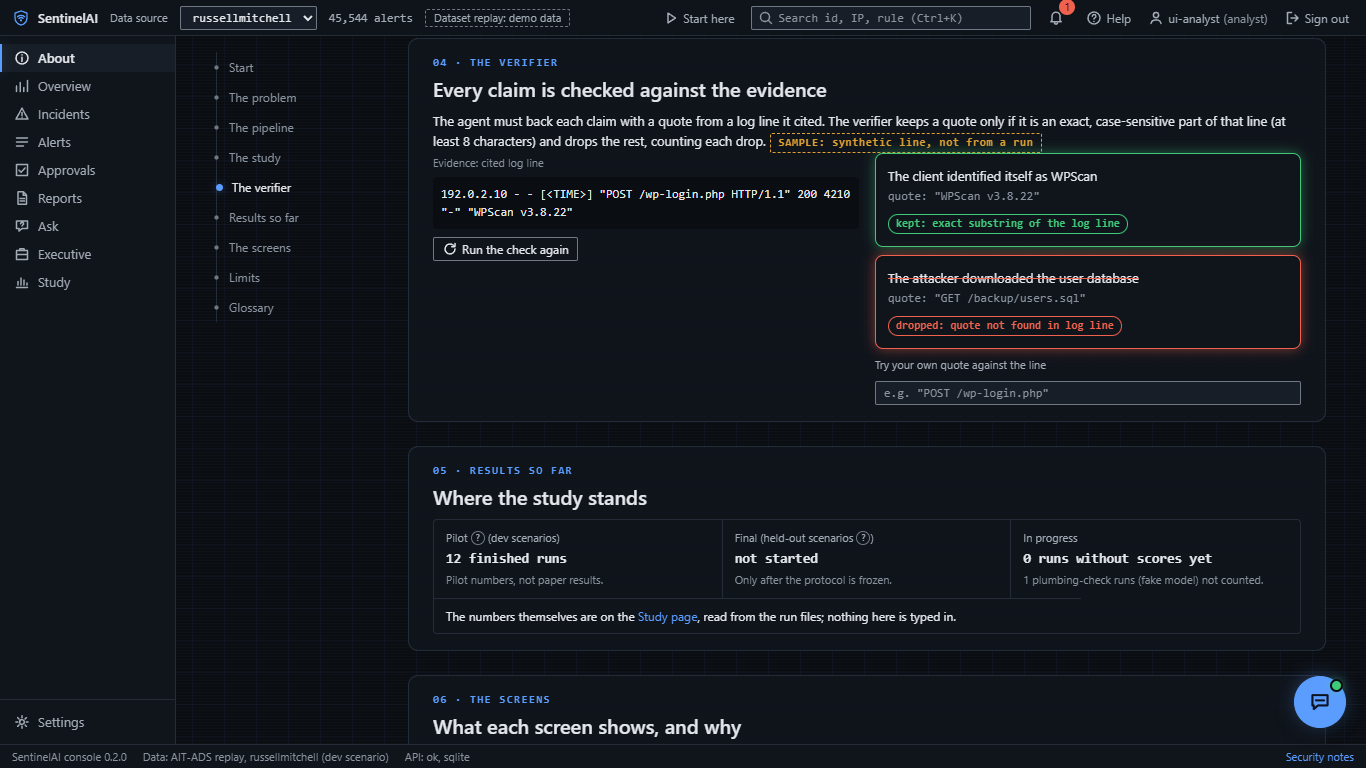 SentinelAI
Data source
russellmitchell
45,544 alerts
Dataset replay: demo data
Start here
Search id, IP, rule (Ctrl+K)
1
Help
ui-analyst (analyst)
Sign out
About
Overview
Incidents
Alerts
Approvals
Reports
Ask
Executive
Study
Settings
Start
The problem
The pipeline
The study
The verifier
Results so far
The screens
Limits
Glossary
04 · THE VERIFIER
Every claim is checked against the evidence
The agent must back each claim with a quote from a log line it cited. The verifier keeps a quote only if it is an exact, case-sensitive part of that line (at
least 8 characters) and drops the rest, counting each drop. SAMPLE: synthetic line, not from a run
Evidence: cited log line
192.0.2.10 - - [<TIME>] "POST /wp-login.php HTTP/1.1" 200 4210
"-" "WPScan v3.8.22"
Run the check again
The client identified itself as WPScan
quote: "WPScan v3.8.22"
kept: exact substring of the log line
The attacker downloaded the user database
quote: "GET /backup/users.sql"
dropped: quote not found in log line
Try your own quote against the line
e.g. "POST /wp-login.php"
05 · RESULTS SO FAR
Where the study stands
Pilot ? (dev scenarios)
12 finished runs
Pilot numbers, not paper results.
Final (held-out scenarios ?)
not started
Only after the protocol is frozen.
In progress
0 runs without scores yet
1 plumbing-check runs (fake model) not counted.
The numbers themselves are on the Study page, read from the run files; nothing here is typed in.
06 · THE SCREENS
What each screen shows, and why
SentinelAI console 0.2.0
Data: AIT-ADS replay, russellmitchell (dev scenario)
API: ok, sqlite
Security notes